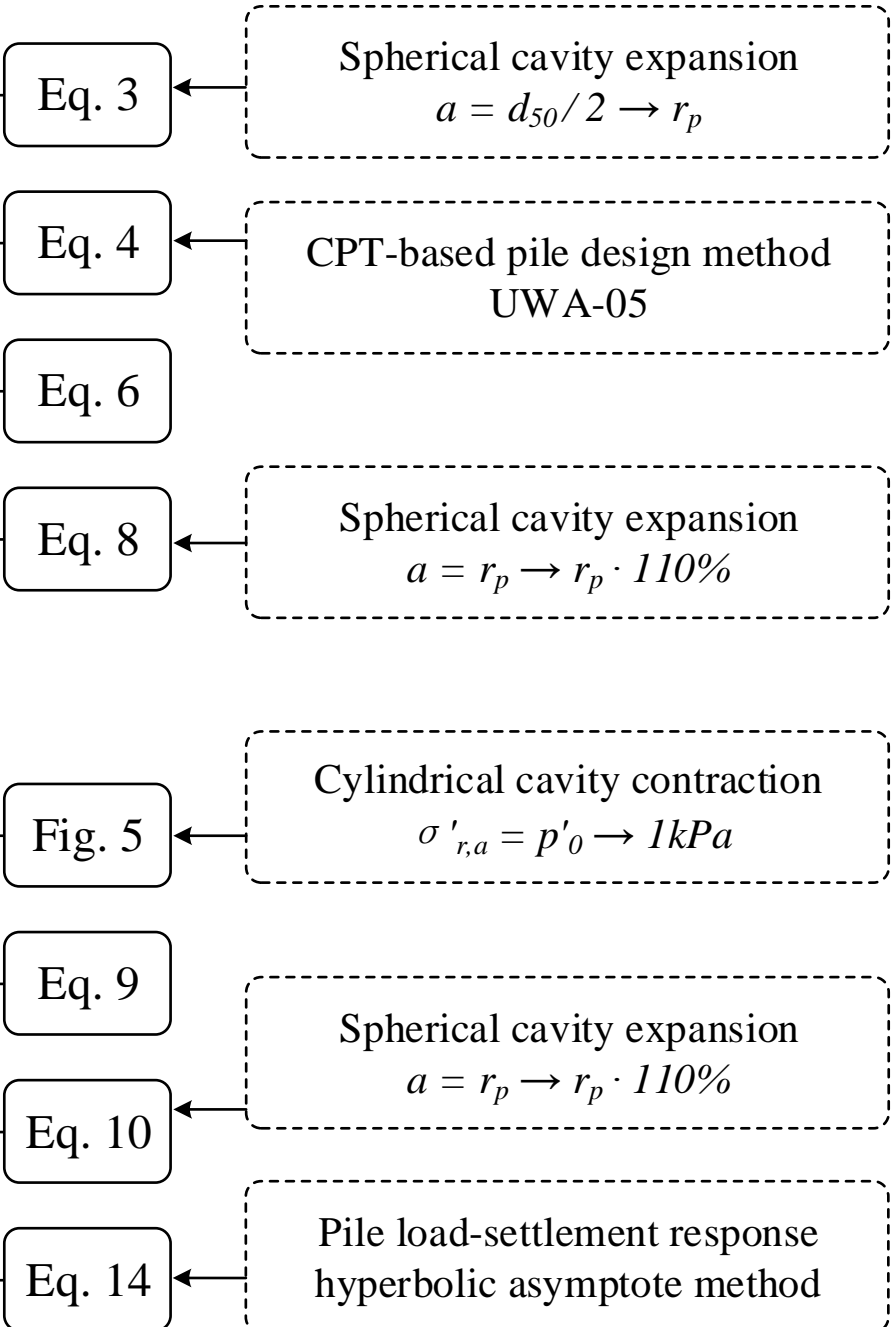 Eq. 3
Spherical cavity expansion
a = d₅₀ / 2 → rₚ
Eq. 4
CPT-based pile design method
UWA-05
Eq. 6
Eq. 8
Spherical cavity expansion
a = rₚ → rₚ · 110%
Fig. 5
Cylindrical cavity contraction
σ'r,a = p'₀ → 1kPa
Eq. 9
Eq. 10
Spherical cavity expansion
a = rₚ → rₚ · 110%
Eq. 14
Pile load-settlement response
hyperbolic asymptote method